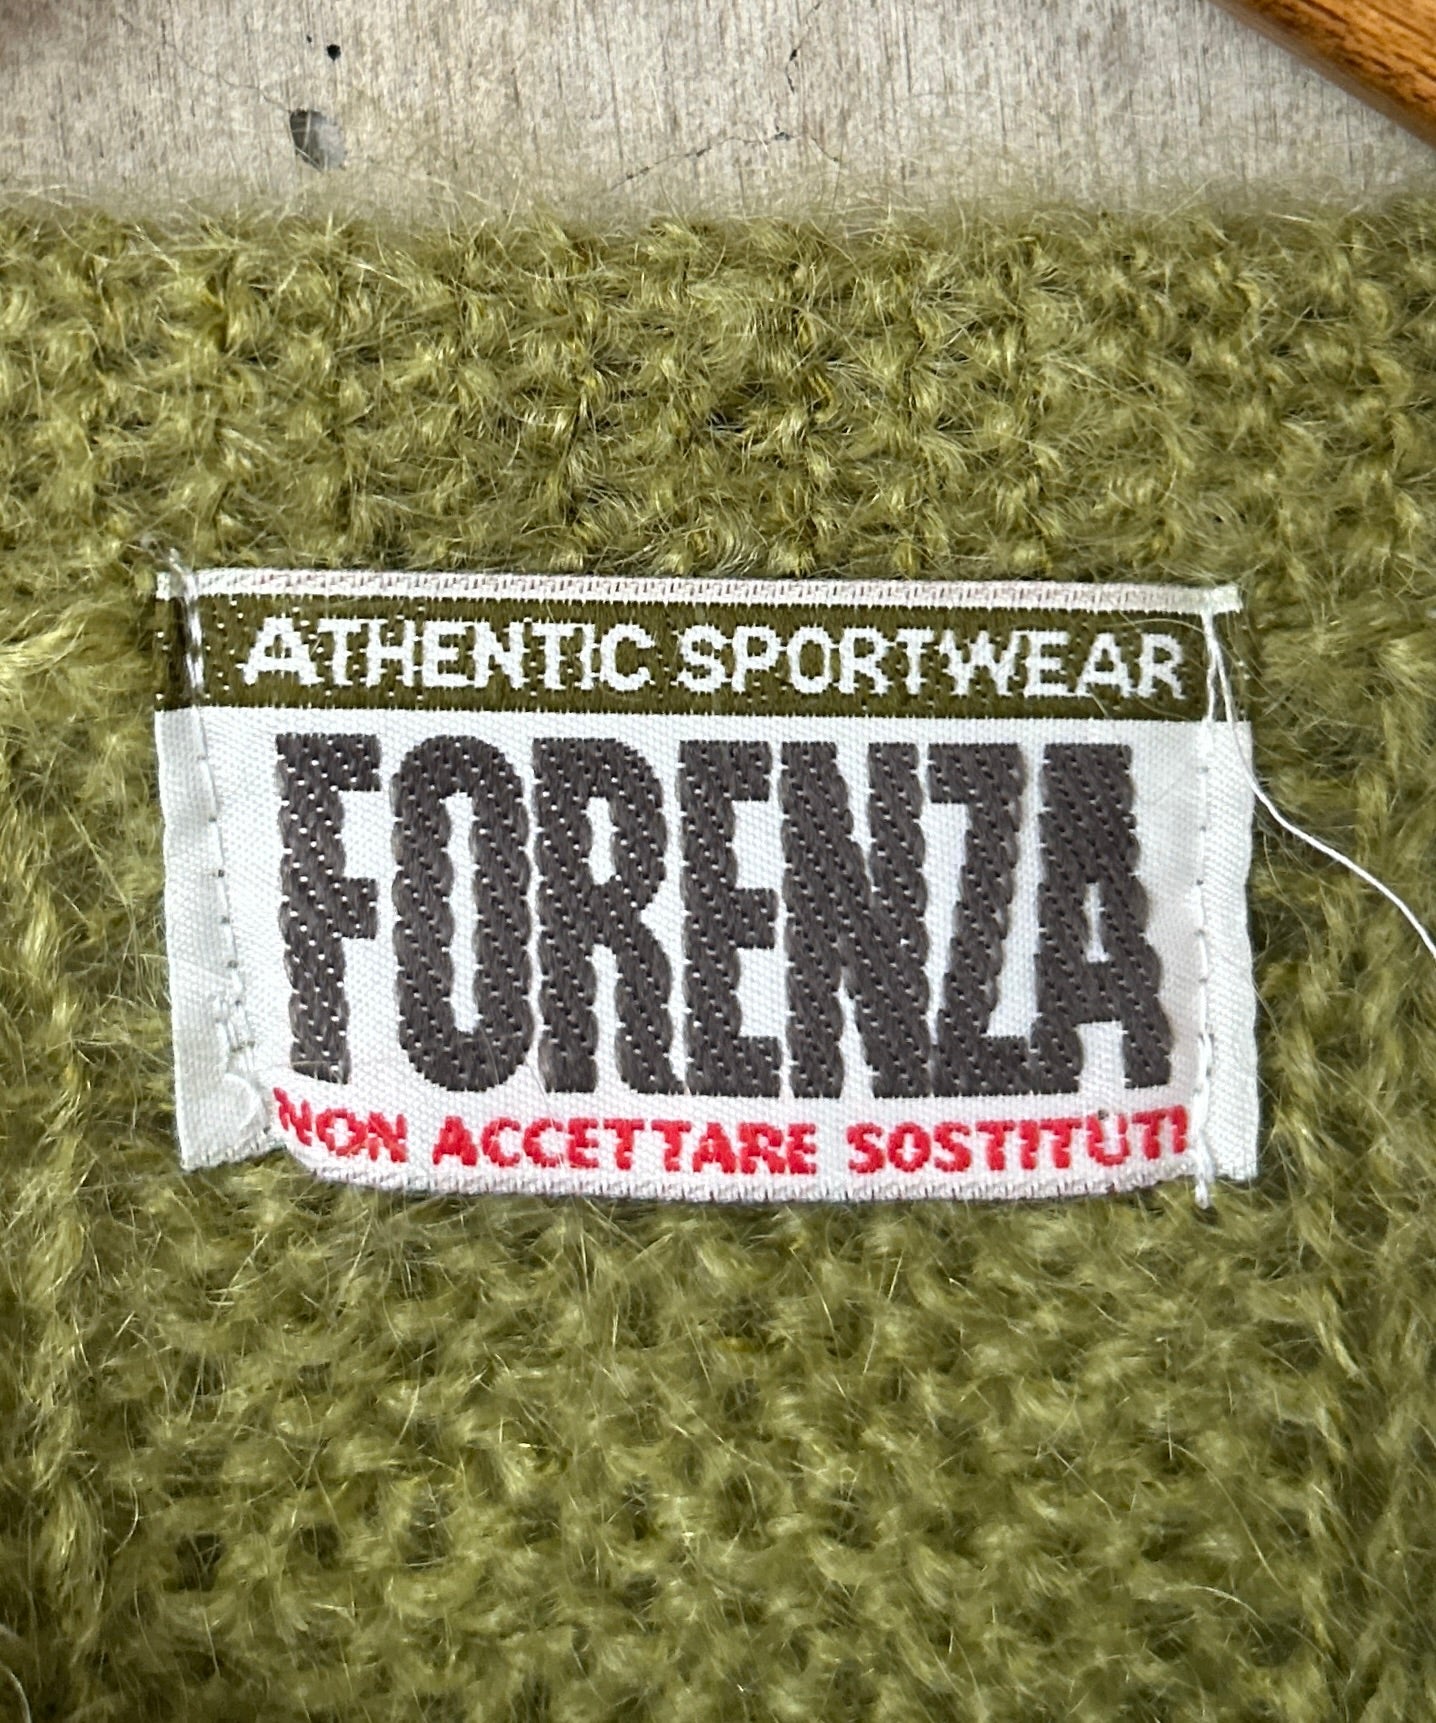 ATHENTIC SPORTWEAR
FORENZA
NON ACCETTARE SOSTITUTI